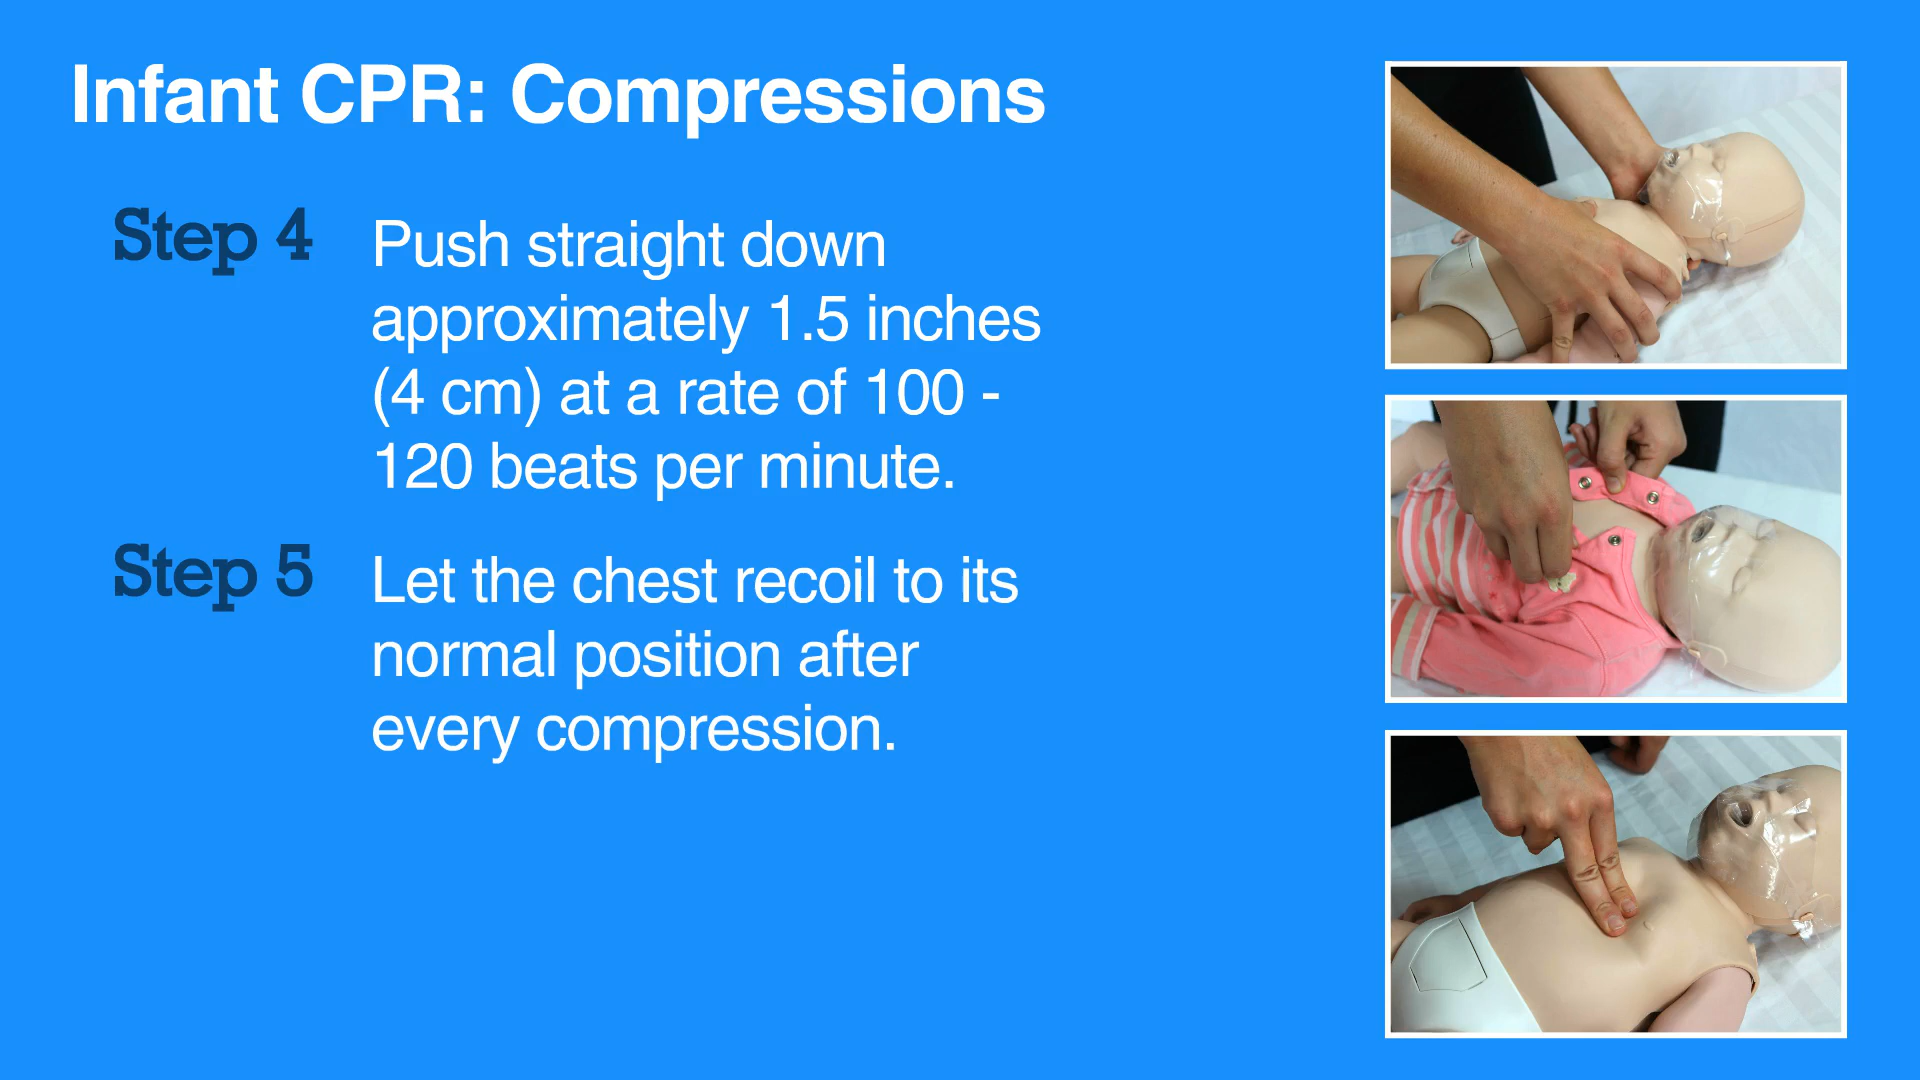 Infant CPR: Compressions
Step 4
Push straight down
approximately 1.5 inches
(4 cm) at a rate of 100 -
120 beats per minute.
Step 5
Let the chest recoil to its
normal position after
every compression.